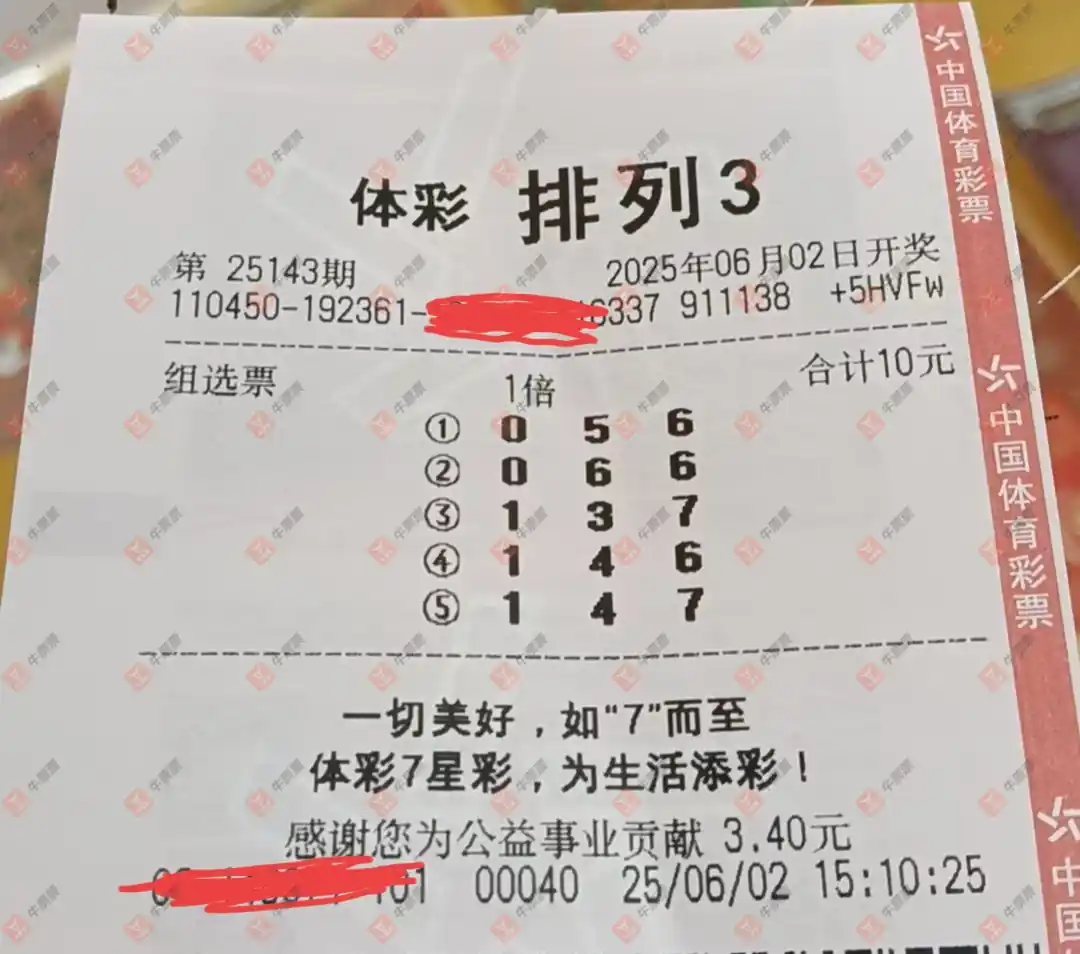 体彩 排列3
第 25143期 2025年06月02日开奖
110450-192361- 6337 911138 +5HVFw
组选票 1倍 合计10元
① 0 5 6
② 0 6 6
③ 1 3 7
④ 1 4 6
⑤ 1 4 7
一切美好，如“7”而至
体彩7星彩，为生活添彩！
感谢您为公益事业贡献 3.40元
101 00040 25/06/02 15:10:25
中国体育彩票
中国体育彩票
中国